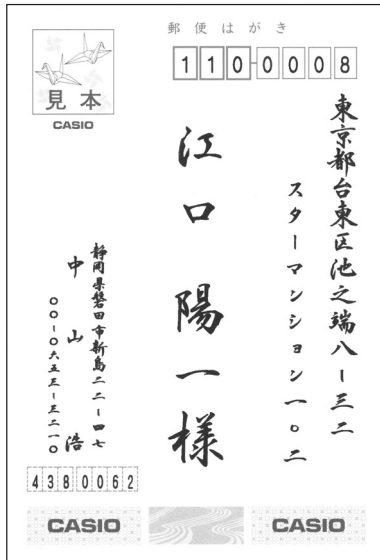 郵便はがき
見本
CASIO
110-0008
東京都台東区池之端八ー三二
スターマンション一〇二
江口陽一様
静岡県磐田市新島二二ー四七
中山浩
〇〇ー〇六五三ー三二一〇
4380062
CASIO
CASIO